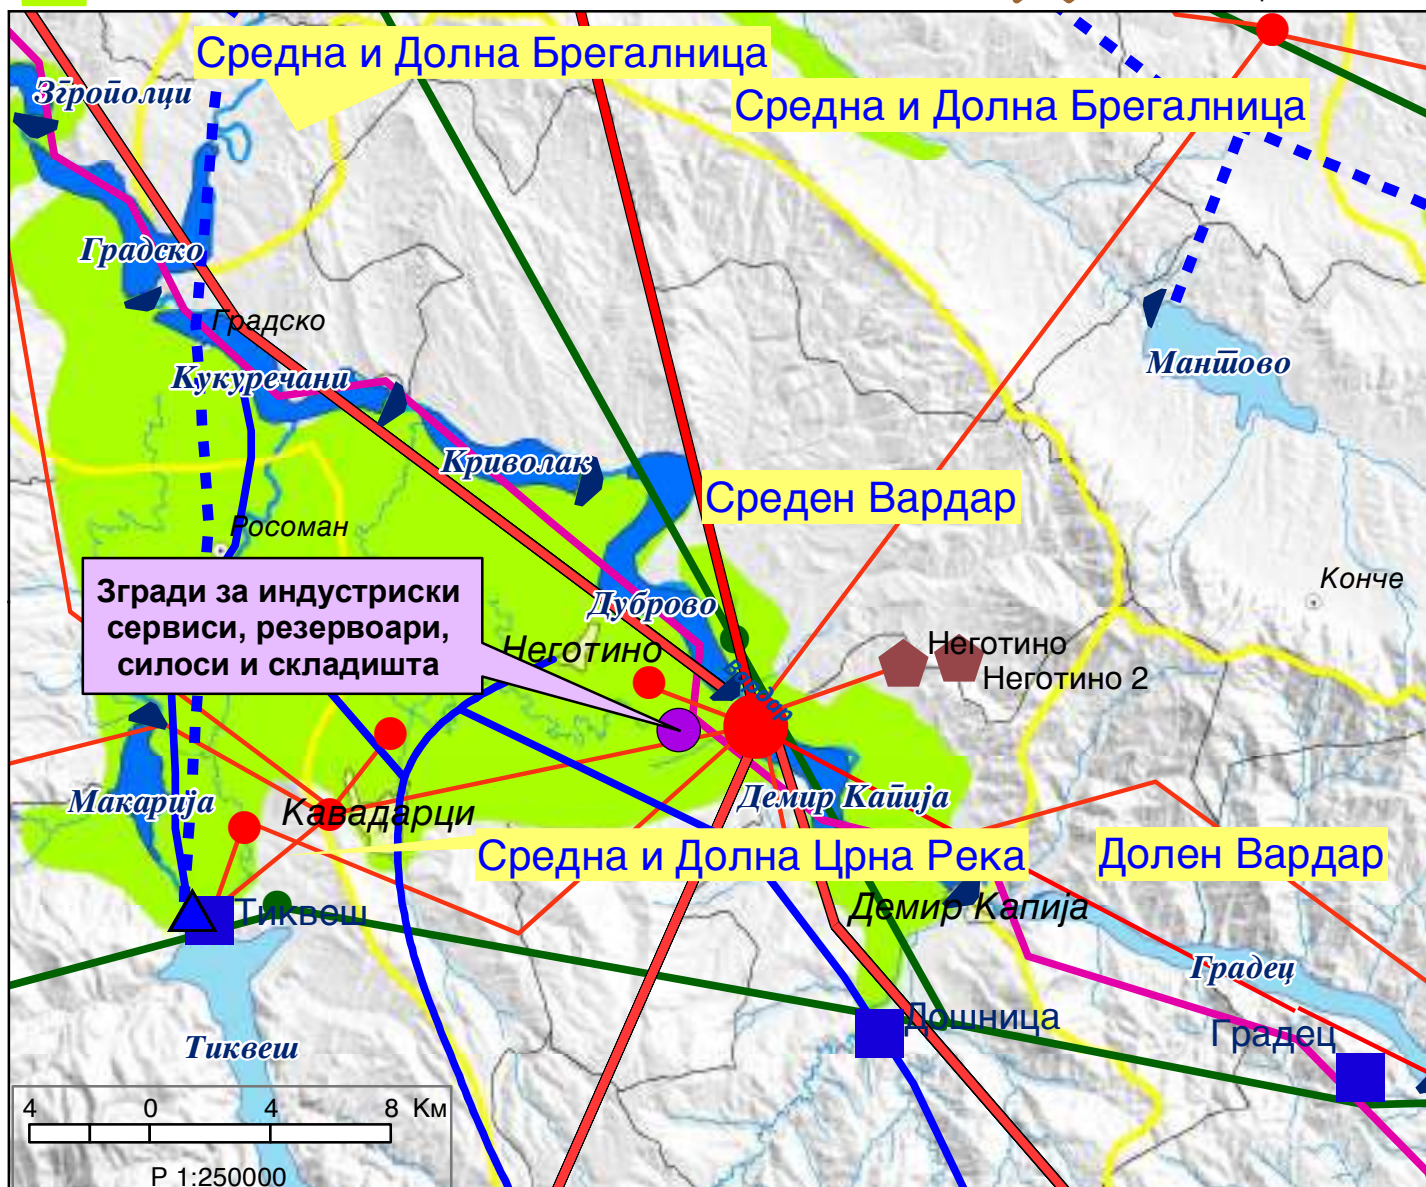 Средна и Долна Брегалница
Згрополци
Средна и Долна Брегалница
Градско
Градско
Мантово
Кукуречани
Криволак
Среден Вардар
Росоман
Конче
Згради за индустриски
сервиси, резервоари,
силоси и складишта
Дуброво
Неготино
Неготино
Неготино 2
Вардар
Макарија
Кавадарци
Демир Капија
Средна и Долна Црна Река
Долен Вардар
Тиквеш
Демир Капија
Градец
Дошница
Градец
Тиквеш
4 0 4 8 Км
Р 1:250000